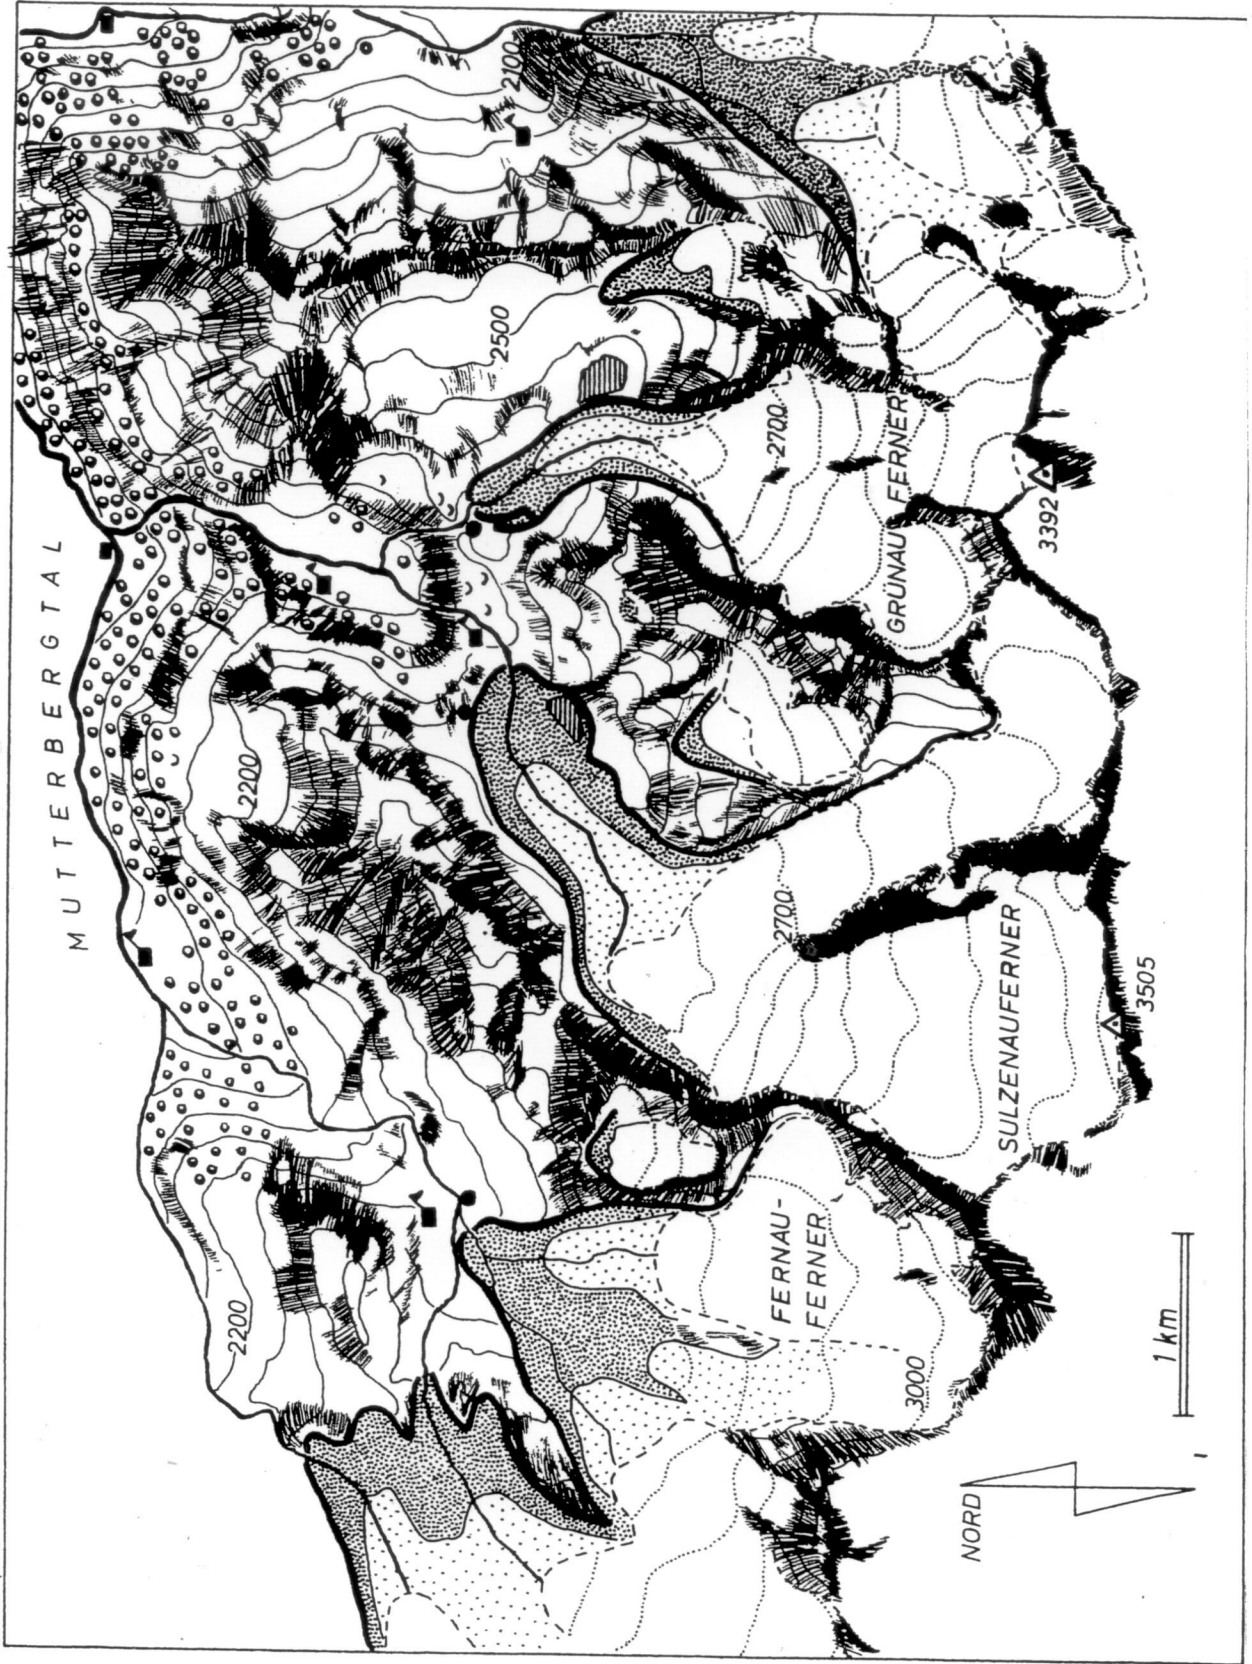 MUTTERBERGTAL
2200
2200
2500
2100
2700
2700
3000
FERNAU-
FERNER
SULZENAUFERNER
GRÜNAU FERNER
3505
3392
NORD
1 km